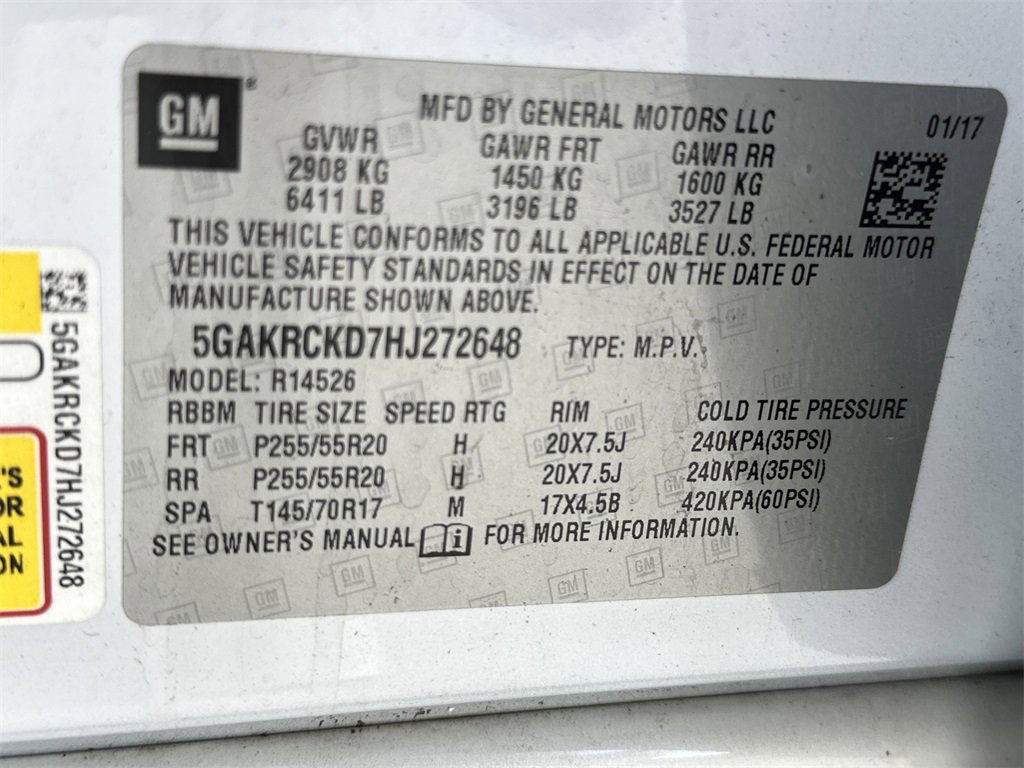 GM
MFD BY GENERAL MOTORS LLC 01/17
GVWR GAWR FRT GAWR RR
2908 KG 1450 KG 1600 KG
6411 LB 3196 LB 3527 LB
THIS VEHICLE CONFORMS TO ALL APPLICABLE U.S. FEDERAL MOTOR
VEHICLE SAFETY STANDARDS IN EFFECT ON THE DATE OF
MANUFACTURE SHOWN ABOVE.
5GAKRCKD7HJ272648 TYPE: M.P.V.
MODEL: R14526
RBBM TIRE SIZE SPEED RTG RIM COLD TIRE PRESSURE
FRT P255/55R20 H 20X7.5J 240KPA(35PSI)
RR P255/55R20 H 20X7.5J 240KPA(35PSI)
SPA T145/70R17 M 17X4.5B 420KPA(60PSI)
SEE OWNER'S MANUAL i FOR MORE INFORMATION.
5GAKRCKD7HJ272648
'S
OR
AL
ON